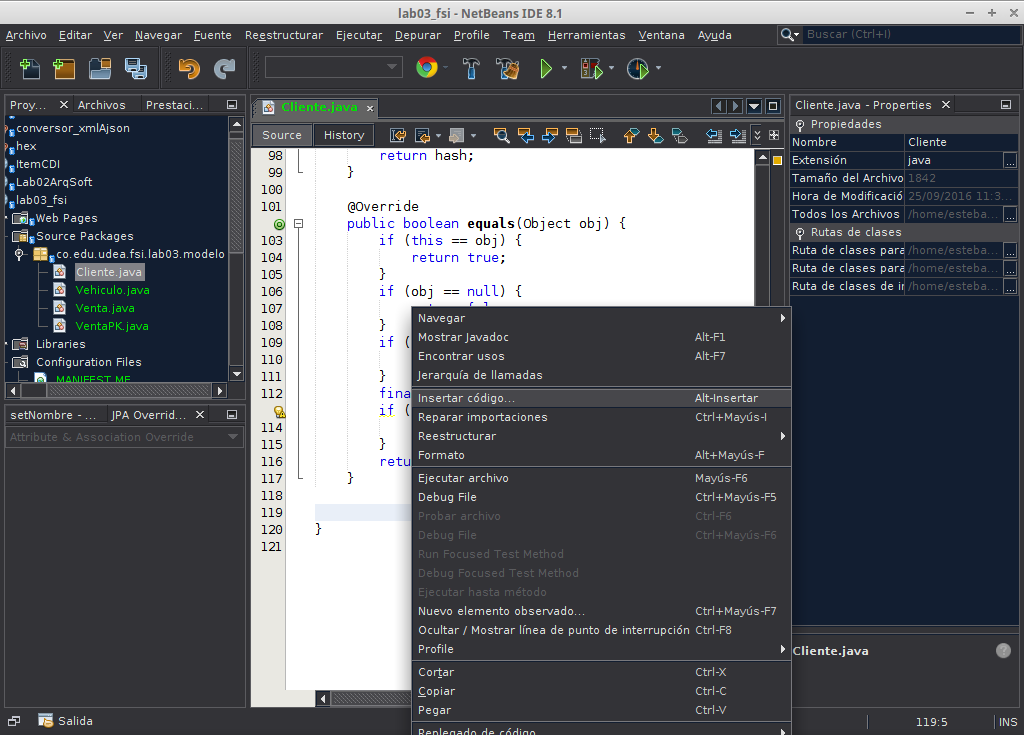 lab03_fsi - NetBeans IDE 8.1
Archivo Editar Ver Navegar Fuente Reestructurar Ejecutar Depurar Profile Team Herramientas Ventana Ayuda
Buscar (Ctrl+I)
Proy... Archivos Prestaci...
conversor_xmlAjson
hex
ItemCDI
Lab02ArqSoft
lab03_fsi
Web Pages
Source Packages
co.edu.udea.fsi.lab03.modelo
Cliente.java
Vehiculo.java
Venta.java
VentaPK.java
Libraries
Configuration Files
MANIFEST.MF
setNombre - ... JPA Overrid...
Attribute & Association Override
Cliente.java
Source History
98 return hash;
99 }
100
101 @Override
public boolean equals(Object obj) {
103 if (this == obj) {
104 return true;
105 }
106 if (obj == null) {
107
108 }
109 if (
110
111 }
112 fina
if (
114
115 }
116 retu
117 }
118
119
120 }
121
Navegar
Mostrar Javadoc Alt-F1
Encontrar usos Alt-F7
Jerarquía de llamadas
Insertar código... Alt-Insertar
Reparar importaciones Ctrl+Mayús-I
Reestructurar
Formato Alt+Mayús-F
Ejecutar archivo Mayús-F6
Debug File Ctrl+Mayús-F5
Probar archivo Ctrl-F6
Debug File Ctrl+Mayús-F6
Run Focused Test Method
Debug Focused Test Method
Ejecutar hasta método
Nuevo elemento observado... Ctrl+Mayús-F7
Ocultar / Mostrar línea de punto de interrupción Ctrl-F8
Profile
Cortar Ctrl-X
Copiar Ctrl-C
Pegar Ctrl-V
Replegado de código
Cliente.java - Properties
Propiedades
Nombre Cliente
Extensión java ...
Tamaño del Archivo 1842
Hora de Modificació 25/09/2016 11:3...
Todos los Archivos /home/esteba... ...
Rutas de clases
Ruta de clases para /home/esteba... ...
Ruta de clases para /home/esteba... ...
Ruta de clases de ir /home/esteba... ...
Cliente.java
Salida
119:5 INS